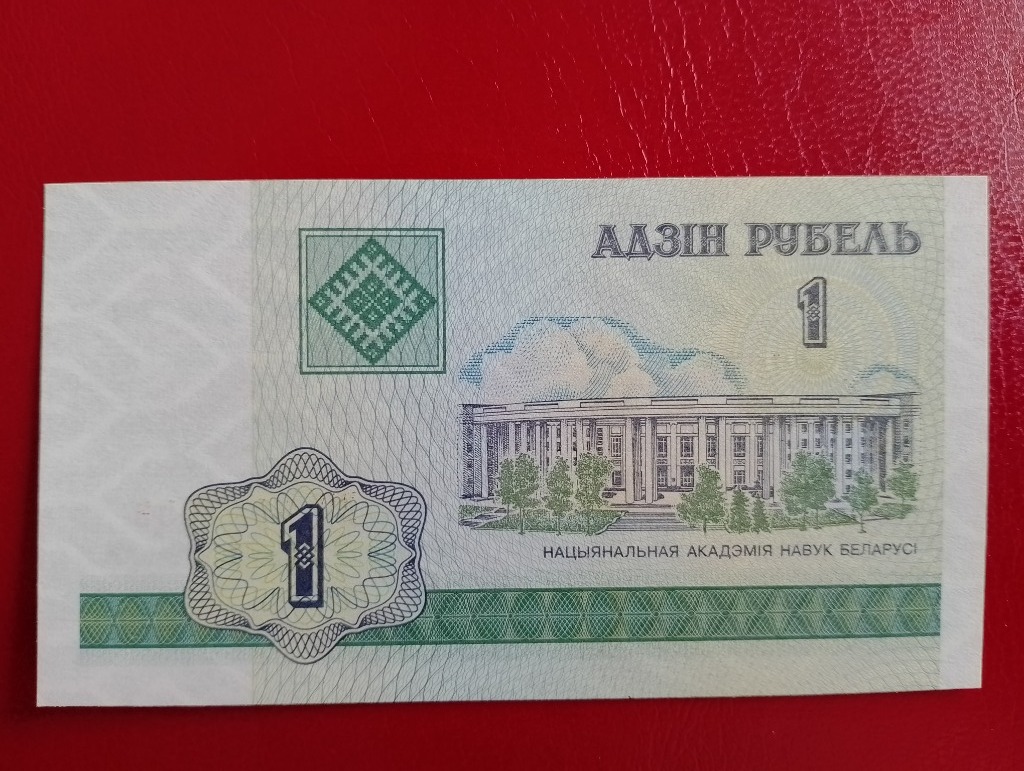 АДЗІН РУБЕЛЬ
1
НАЦЫЯНАЛЬНАЯ АКАДЭМІЯ НАВУК БЕЛАРУСІ
1